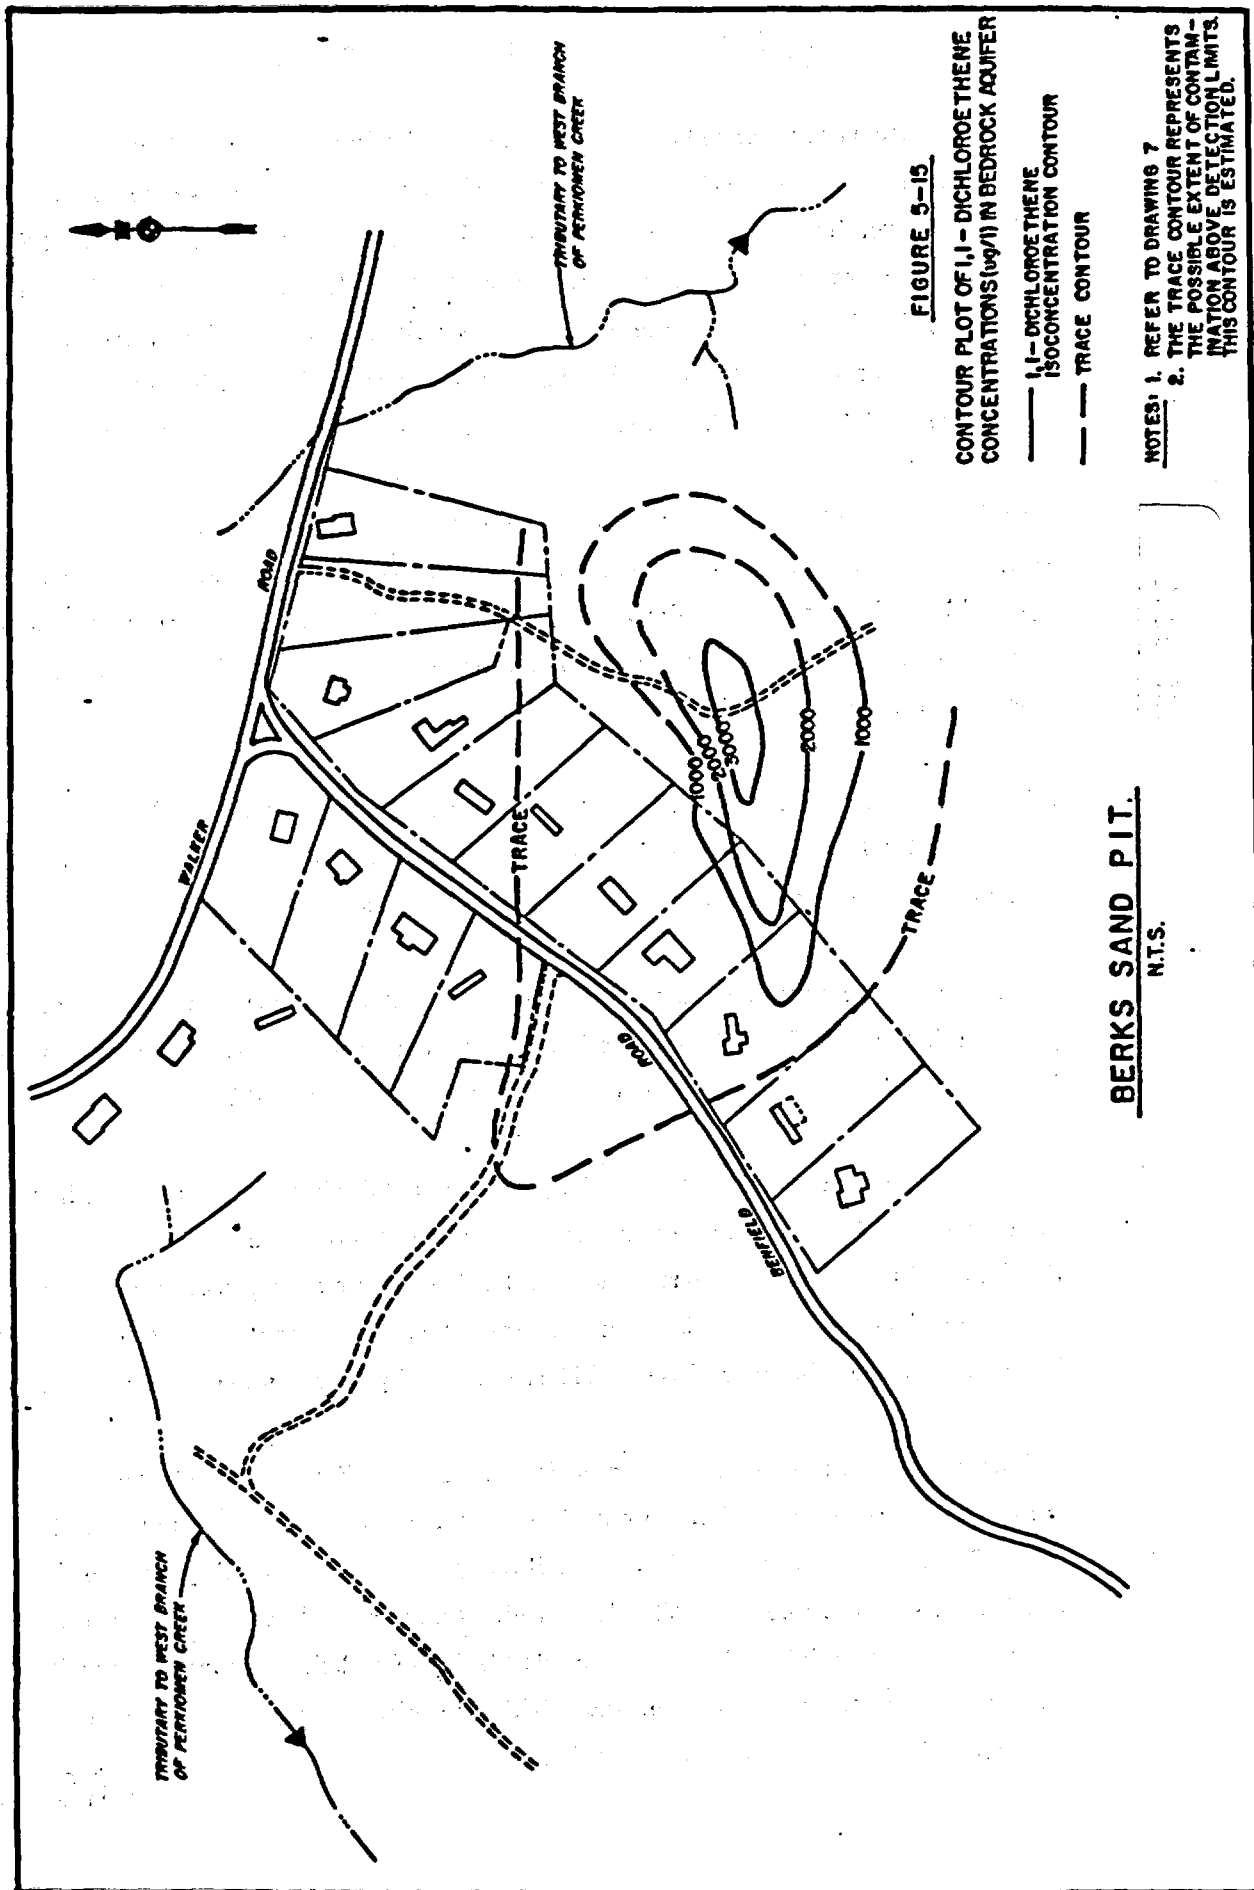 TRIBUTARY TO WEST BRANCH
OF PERKIOMEN CREEK
WALKER
ROAD
TRIBUTARY TO WEST BRANCH
OF PERKIOMEN CREEK
N
TRACE
ROAD
BENFIELD
1000
2000
3000
2000
1000
TRACE
FIGURE 5-15
CONTOUR PLOT OF 1,1-DICHLOROETHENE
CONCENTRATIONS (ug/l) IN BEDROCK AQUIFER
1,1-DICHLOROETHENE
ISOCONCENTRATION CONTOUR
TRACE CONTOUR
NOTES: 1. REFER TO DRAWING 7
2. THE TRACE CONTOUR REPRESENTS
THE POSSIBLE EXTENT OF CONTAM-
INATION ABOVE DETECTION LIMITS.
THIS CONTOUR IS ESTIMATED.
BERKS SAND PIT.
N.T.S.